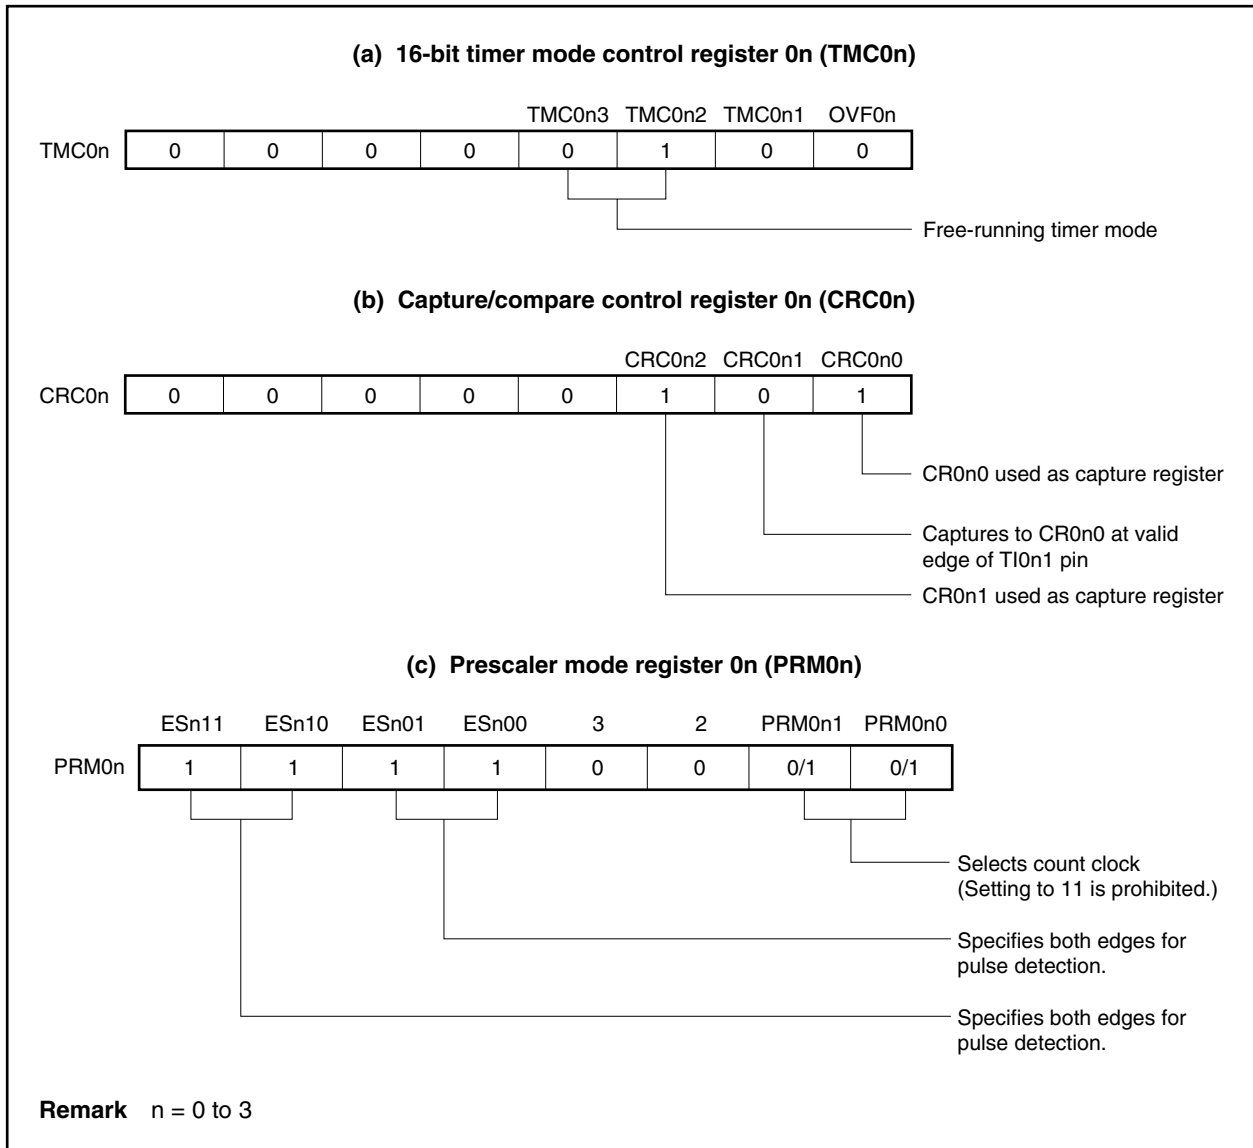 (a) 16-bit timer mode control register 0n (TMC0n)
TMC0n3 TMC0n2 TMC0n1 OVF0n
TMC0n 0 0 0 0 0 1 0 0
Free-running timer mode
(b) Capture/compare control register 0n (CRC0n)
CRC0n2 CRC0n1 CRC0n0
CRC0n 0 0 0 0 0 1 0 1
CR0n0 used as capture register
Captures to CR0n0 at valid
edge of TI0n1 pin
CR0n1 used as capture register
(c) Prescaler mode register 0n (PRM0n)
ESn11 ESn10 ESn01 ESn00 3 2 PRM0n1 PRM0n0
PRM0n 1 1 1 1 0 0 0/1 0/1
Selects count clock
(Setting to 11 is prohibited.)
Specifies both edges for
pulse detection.
Specifies both edges for
pulse detection.
Remark n = 0 to 3